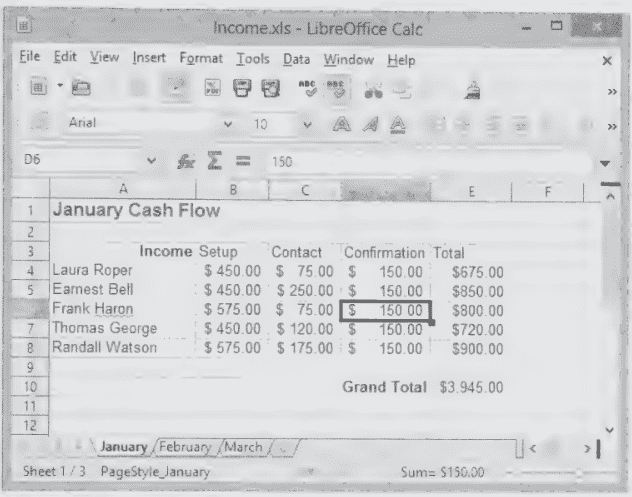 Income.xls - LibreOffice Calc
File Edit View Insert Format Tools Data Window Help
ABC ABC
Arial 10
D6 150
A B C E F
1 January Cash Flow
2
3 Income Setup Contact Confirmation Total
4 Laura Roper $ 450.00 $ 75.00 $ 150.00 $675.00
5 Earnest Bell $ 450.00 $ 250.00 $ 150.00 $850.00
Frank Haron $ 575.00 $ 75.00 $ 150.00 $800.00
7 Thomas George $ 450.00 $ 120.00 $ 150.00 $720.00
8 Randall Watson $ 575.00 $ 175.00 $ 150.00 $900.00
9
10 Grand Total $3,945.00
11
12
January February March
Sheet 1 / 3 PageStyle_January Sum= $150.00